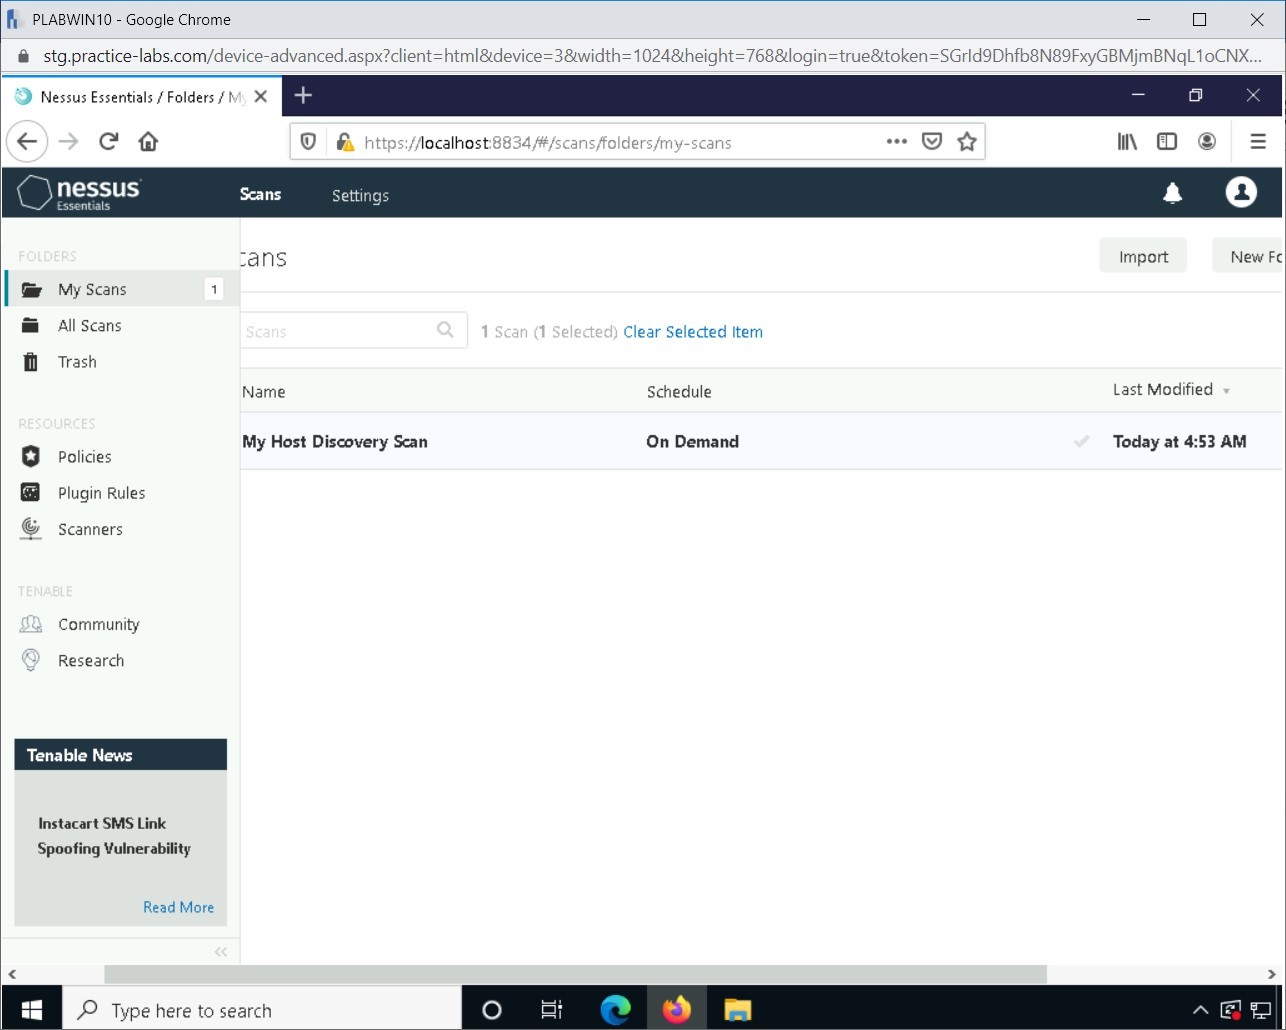 PLABWIN10 - Google Chrome
stg.practice-labs.com/device-advanced.aspx?client=html&device=3&width=1024&height=768&login=true&token=SGrId9Dhfb8N89FxyGBMjmBNqL1oCNX...
Nessus Essentials / Folders / My
https://localhost:8834/#/scans/folders/my-scans
nessus
Essentials
Scans
Settings
FOLDERS
My Scans 1
All Scans
Trash
RESOURCES
Policies
Plugin Rules
Scanners
TENABLE
Community
Research
Tenable News
Instacart SMS Link
Spoofing Vulnerability
Read More
cans
Import
New Fo
Scans
1 Scan (1 Selected) Clear Selected Item
Name Schedule Last Modified
My Host Discovery Scan On Demand Today at 4:53 AM
Type here to search